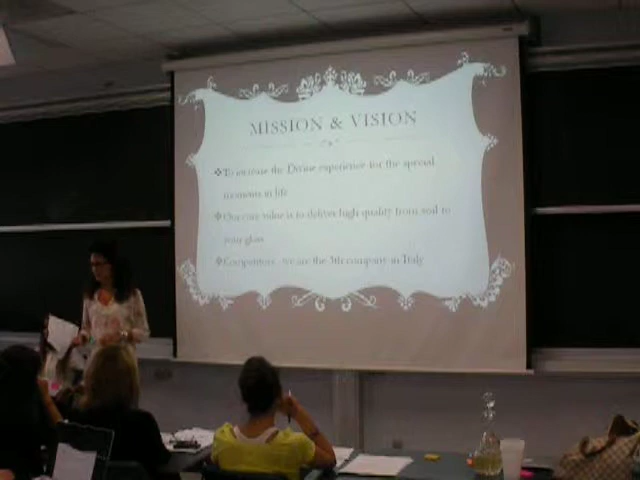 MISSION & VISION
To increase the Divine experience for the special
moments in life
Our core value is to deliver high quality from soil to
your glass
Competitors: we are the 5th company in Italy